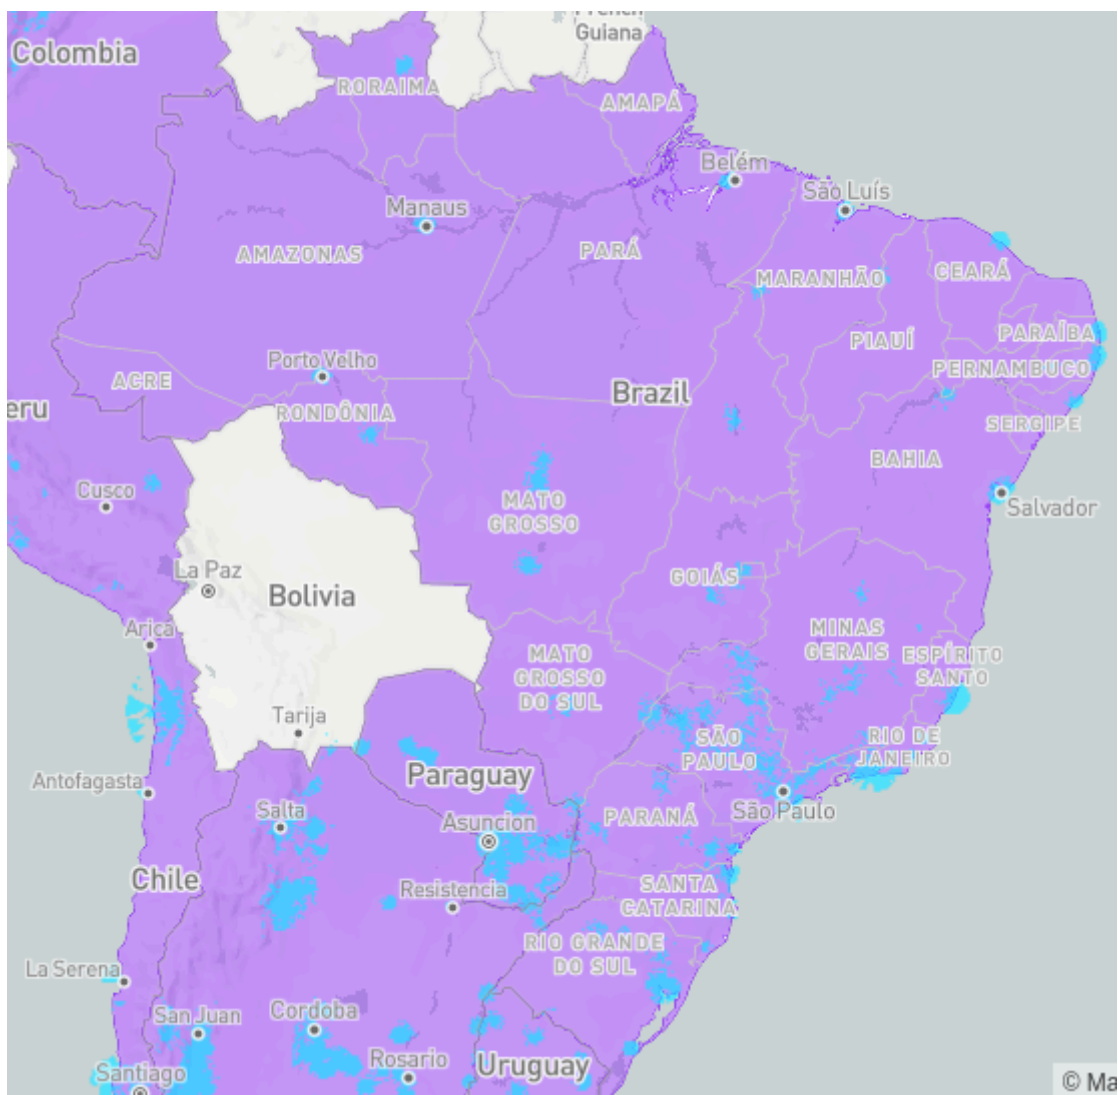 French
Guiana
Colombia
RORAIMA
AMAPÁ
Belém
São Luís
Manaus
AMAZONAS
PARÁ
MARANHÃO
CEARÁ
PARAÍBA
PIAUÍ
PERNAMBUCO
Porto Velho
ACRE
Brazil
eru
RONDÔNIA
SERGIPE
BAHIA
Cusco
MATO
GROSSO
Salvador
La Paz
GOIÁS
Bolivia
Arica
MINAS
GERAIS
ESPÍRITO
SANTO
MATO
GROSSO
DO SUL
Tarija
SÃO
PAULO
RIO DE
JANEIRO
Antofagasta
Paraguay
São Paulo
Salta
Asuncion
PARANÁ
Chile
Resistencia
SANTA
CATARINA
RIO GRANDE
DO SUL
La Serena
San Juan
Cordoba
Rosario
Uruguay
Santiago
© Ma